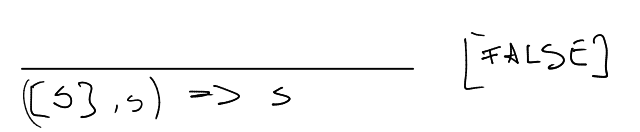 [FALSE]
([S], s) => s